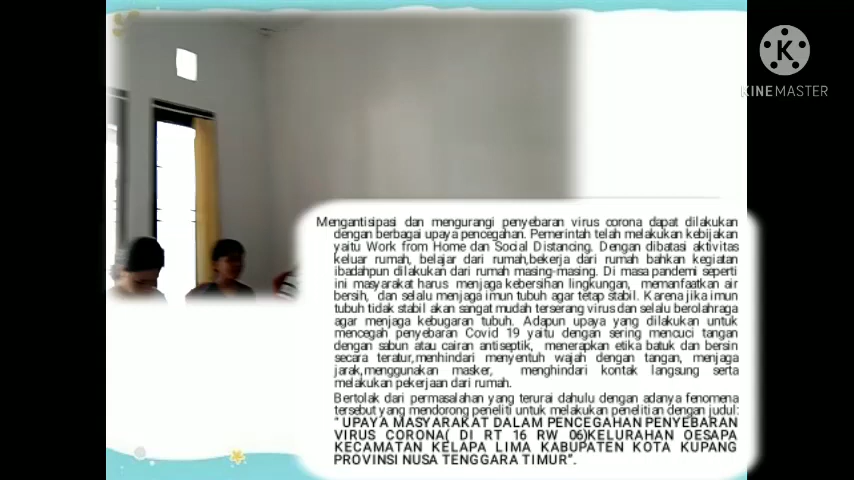 K
KINEMASTER
Mengantisipasi dan mengurangi penyebaran virus corona dapat dilakukan
dengan berbagai upaya pencegahan. Pemerintah telah melakukan kebijakan
yaitu Work from Home dan Social Distancing. Dengan dibatasi aktivitas
keluar rumah, belajar dari rumah,bekerja dari rumah bahkan kegiatan
ibadahpun dilakukan dari rumah masing-masing. Di masa pandemi seperti
ini masyarakat harus menjaga kebersihan lingkungan, memanfaatkan air
bersih, dan selalu menjaga imun tubuh agar tetap stabil. Karena jika imun
tubuh tidak stabil akan sangat mudah terserang virus dan selalu berolahraga
agar menjaga kebugaran tubuh. Adapun upaya yang dilakukan untuk
mencegah penyebaran Covid 19 yaitu dengan sering mencuci tangan
dengan sabun atau cairan antiseptik, menerapkan etika batuk dan bersin
secara teratur,menhindari menyentuh wajah dengan tangan, menjaga
jarak,menggunakan masker, menghindari kontak langsung serta
melakukan pekerjaan dari rumah.
Bertolak dari permasalahan yang terurai dahulu dengan adanya fenomena
tersebut yang mendorong peneliti untuk melakukan penelitian dengan judul:
" UPAYA MASYARAKAT DALAM PENCEGAHAN PENYEBARAN
VIRUS CORONA( DI RT 16 RW 06)KELURAHAN OESAPA
KECAMATAN KELAPA LIMA KABUPATEN KOTA KUPANG
PROVINSI NUSA TENGGARA TIMUR".